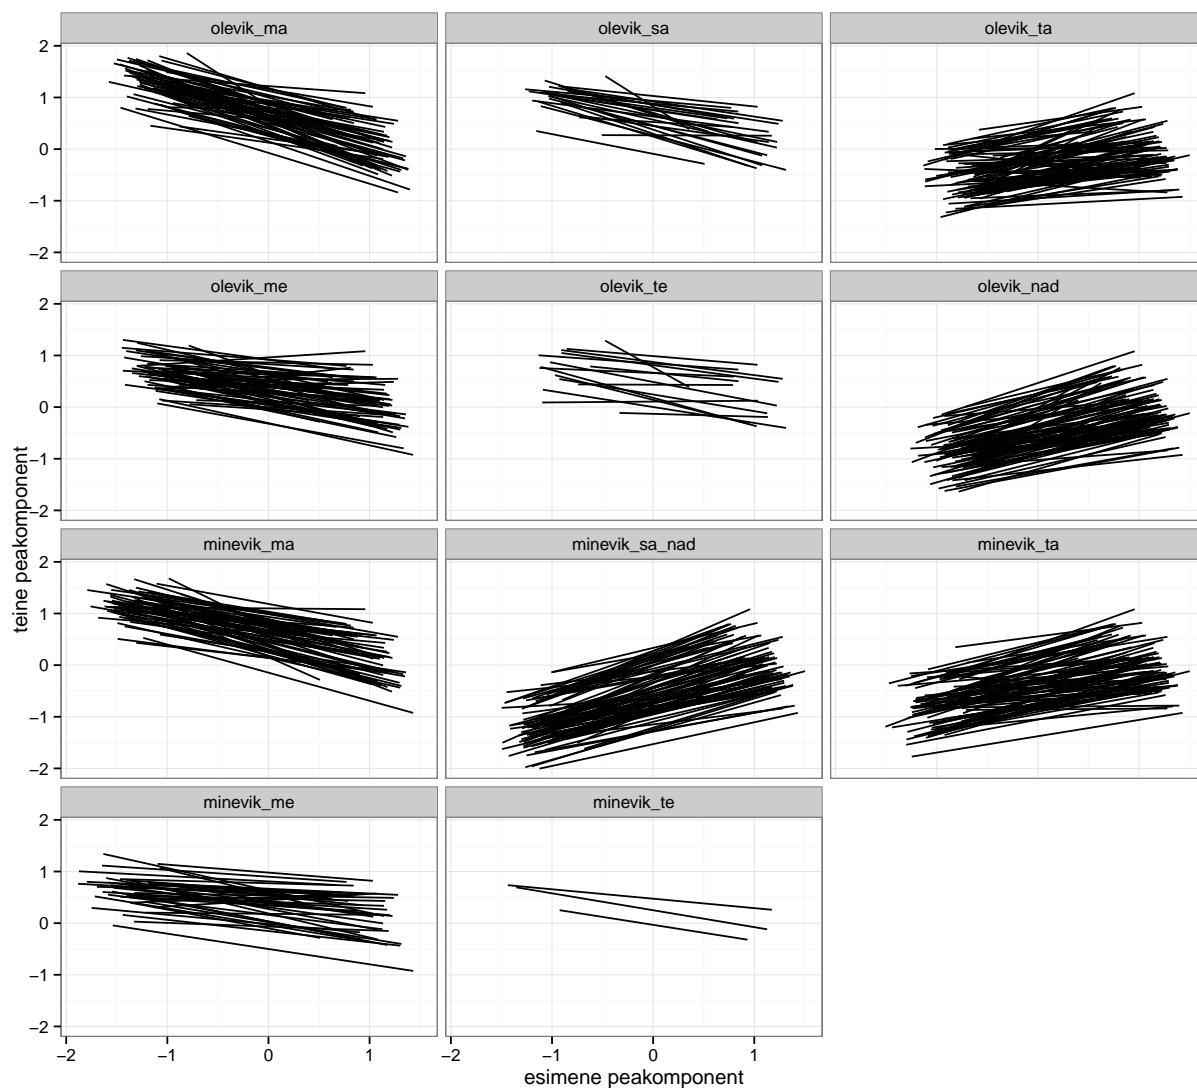 olevik_ma olevik_sa olevik_ta
2
1
0
−1
−2
olevik_me olevik_te olevik_nad
2
1
0
−1
−2
minevik_ma minevik_sa_nad minevik_ta
2
1
0
−1
−2
minevik_me minevik_te
2
1
0
−1
−2
−2 −1 0 1 −2 −1 0 1
esimene peakomponent
teine peakomponent